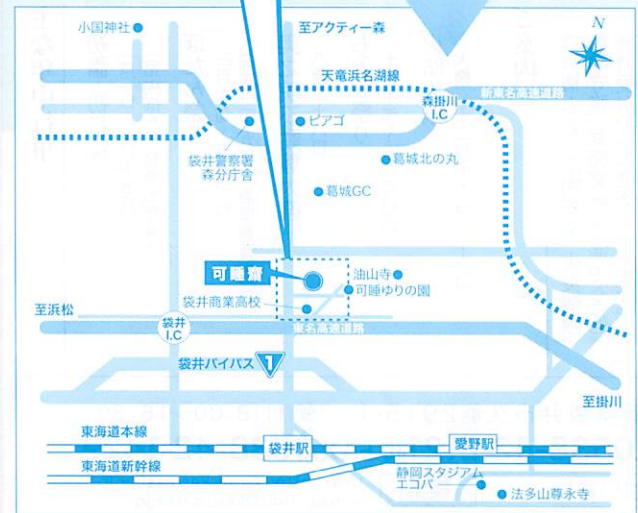 小国神社
至アクティー森
N
天竜浜名湖線
新東名高速道路
森掛川
I.C
ピアゴ
袋井警察署
森分庁舎
葛城北の丸
葛城GC
可睡齋
油山寺
可睡ゆりの園
袋井商業高校
至浜松
袋井
I.C
東名高速道路
袋井バイパス
1
至掛川
東海道本線
袋井駅
愛野駅
東海道新幹線
静岡スタジアム
エコパ
法多山尊永寺